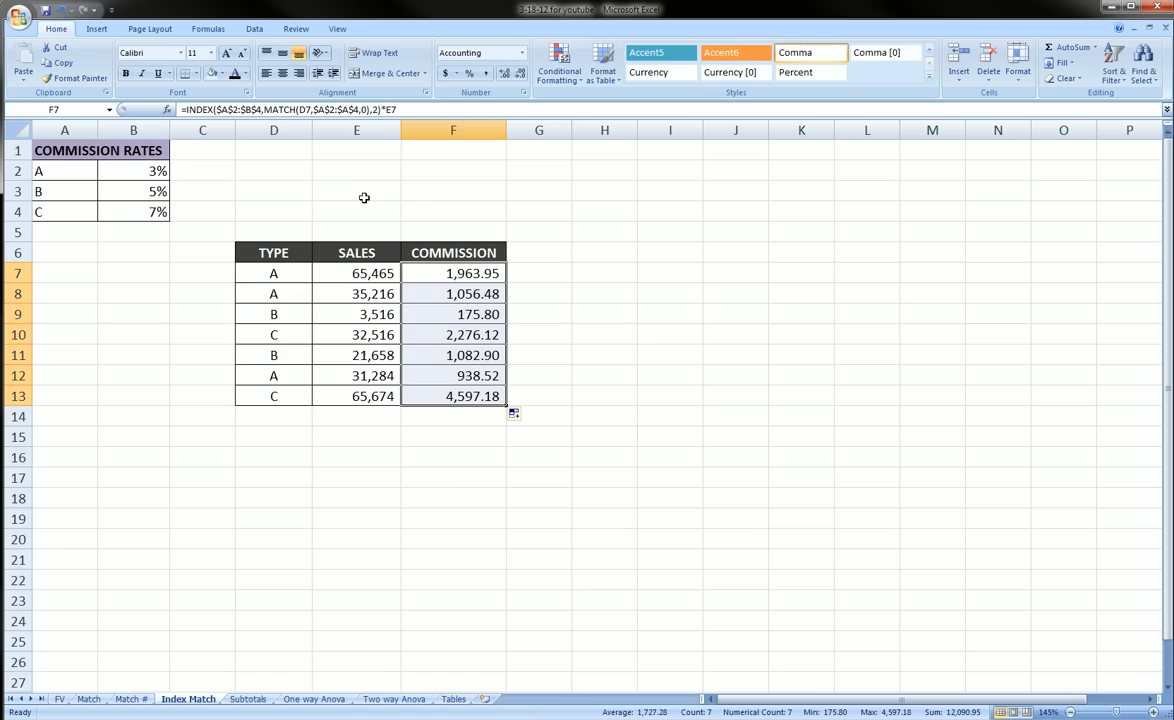 3-18-12 for youtube - Microsoft Excel
Home Insert Page Layout Formulas Data Review View
Cut Copy Format Painter Paste Clipboard
Calibri 11 B I U A A A Font
Wrap Text Merge & Center Alignment
Accounting $ % , Number
Conditional Formatting Format as Table
Accent5 Accent6 Comma Comma [0]
Currency Currency [0] Percent
Styles
Insert Delete Format Cells
AutoSum Fill Clear Sort & Filter Find & Select Editing
F7 fx =INDEX($A$2:$B$4,MATCH(D7,$A$2:$A$4,0),2)*E7
A B C D E F G H I J K L M N O P
1 COMMISSION RATES
2 A 3%
3 B 5%
4 C 7%
5
6 TYPE SALES COMMISSION
7 A 65,465 1,963.95
8 A 35,216 1,056.48
9 B 3,516 175.80
10 C 32,516 2,276.12
11 B 21,658 1,082.90
12 A 31,284 938.52
13 C 65,674 4,597.18
14
15
16
17
18
19
20
21
22
23
24
25
26
27
FV Match Match # Index Match Subtotals One way Anova Two way Anova Tables
Ready Average: 1,727.28 Count: 7 Numerical Count: 7 Min: 175.80 Max: 4,597.18 Sum: 12,090.95 145%